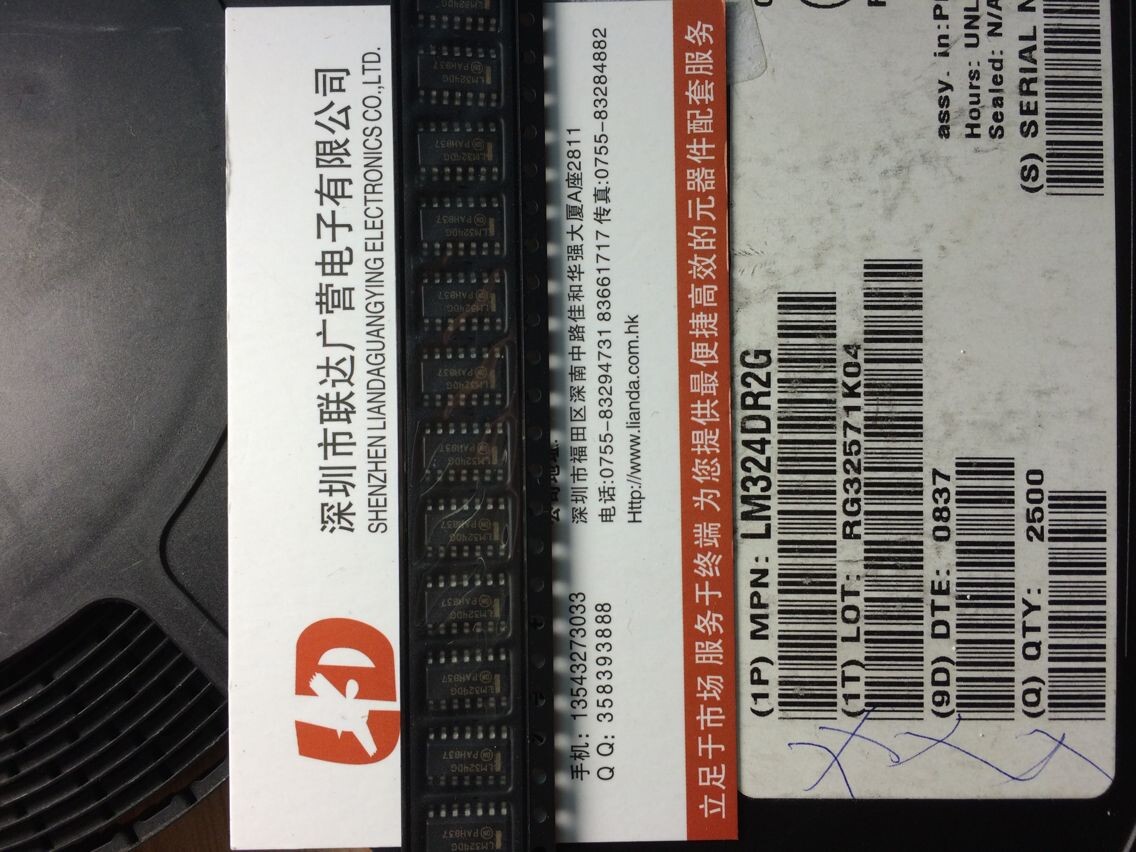 深圳市联达广营电子有限公司
SHENZHEN LIANDAGUANGYING ELECTRONICS CO.,LTD.
LM324DG
PAH837
公司地址:
深圳市福田区深南中路佳和华强大厦A座2811
电话:0755-83294731 83661717 传真:0755-83284882
Http://www.lianda.com.hk
手机: 13543273033
Q Q: 358393888
立足于市场 服务于终端 为您提供最便捷高效的元器件配套服务
assy. in:
Hours: UNL
Sealed: N/A
(S) SERIAL N
(1P) MPN: LM324DR2G
(1T) LOT: RG32571K04
(9D) DTE: 0837
(Q) QTY: 2500